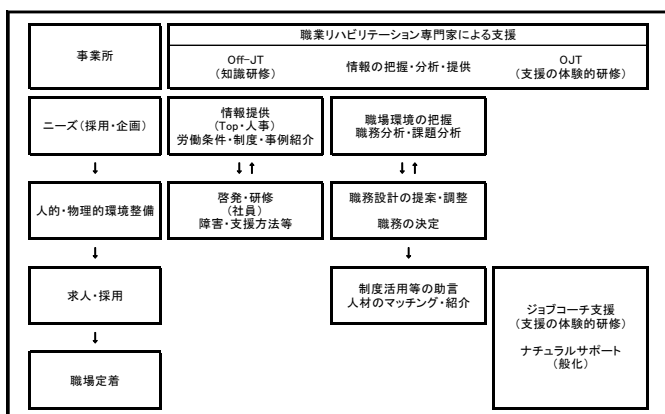 事業所
職業リハビリテーション専門家による支援
Off-JT
(知識研修)
情報の把握・分析・提供
OJT
(支援の体験的研修)
ニーズ(採用・企画)
情報提供
(Top・人事)
労働条件・制度・事例紹介
職場環境の把握
職務分析・課題分析
↓
↓↑
↓↑
人的・物理的環境整備
啓発・研修
(社員)
障害・支援方法等
職務設計の提案・調整
職務の決定
↓
↓
求人・採用
制度活用等の助言
人材のマッチング・紹介
ジョブコーチ支援
(支援の体験的研修)
ナチュラルサポート
(般化)
↓
職場定着